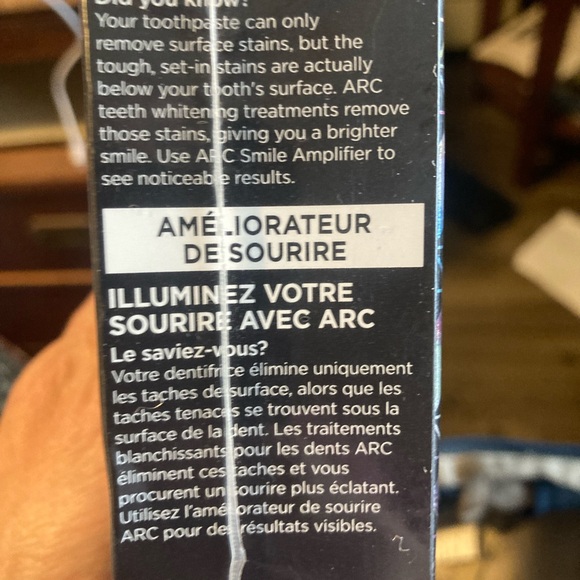 Did you know?
Your toothpaste can only
remove surface stains, but the
tough, set-in stains are actually
below your tooth's surface. ARC
teeth whitening treatments remove
those stains, giving you a brighter
smile. Use ARC Smile Amplifier to
see noticeable results.
AMÉLIORATEUR
DE SOURIRE
ILLUMINEZ VOTRE
SOURIRE AVEC ARC
Le saviez-vous?
Votre dentifrice élimine uniquement
les taches de surface, alors que les
taches tenaces se trouvent sous la
surface de la dent. Les traitements
blanchissants pour les dents ARC
éliminent ces taches et vous
procurent un sourire plus éclatant.
Utilisez l'améliorateur de sourire
ARC pour des résultats visibles.